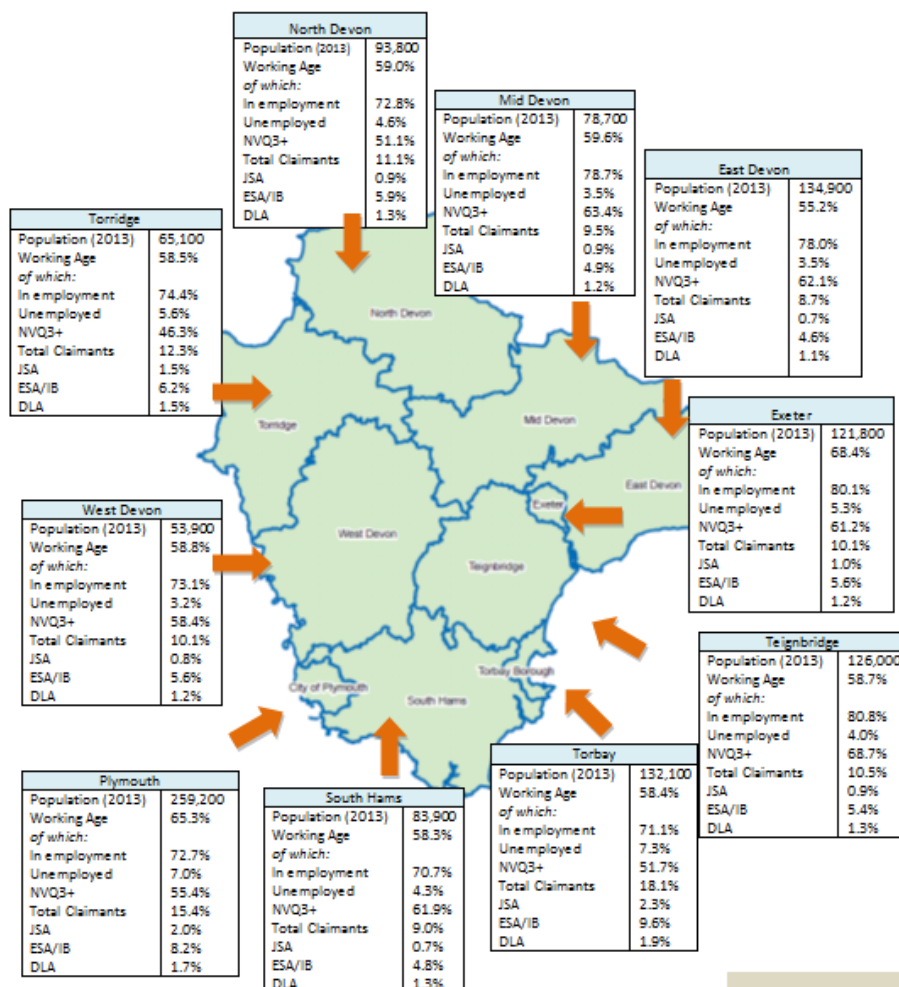 North Devon
Population (2013) 93,800
Working Age 59.0%
of which:
In employment 72.8%
Unemployed 4.6%
NVQ3+ 51.1%
Total Claimants 11.1%
JSA 0.9%
ESA/IB 5.9%
DLA 1.3%
Mid Devon
Population (2013) 78,700
Working Age 59.6%
of which:
In employment 78.7%
Unemployed 3.5%
NVQ3+ 63.4%
Total Claimants 9.5%
JSA 0.9%
ESA/IB 4.9%
DLA 1.2%
East Devon
Population (2013) 134,900
Working Age 55.2%
of which:
In employment 78.0%
Unemployed 3.5%
NVQ3+ 62.1%
Total Claimants 8.7%
JSA 0.7%
ESA/IB 4.6%
DLA 1.1%
Torridge
Population (2013) 65,100
Working Age 58.5%
of which:
In employment 74.4%
Unemployed 5.6%
NVQ3+ 46.3%
Total Claimants 12.3%
JSA 1.5%
ESA/IB 6.2%
DLA 1.5%
Exeter
Population (2013) 121,800
Working Age 68.4%
of which:
In employment 80.1%
Unemployed 5.3%
NVQ3+ 61.2%
Total Claimants 10.1%
JSA 1.0%
ESA/IB 5.6%
DLA 1.2%
West Devon
Population (2013) 53,900
Working Age 58.8%
of which:
In employment 73.1%
Unemployed 3.2%
NVQ3+ 58.4%
Total Claimants 10.1%
JSA 0.8%
ESA/IB 5.6%
DLA 1.2%
North Devon
Torridge
Mid Devon
East Devon
Exeter
West Devon
Teignbridge
Torbay Borough
City of Plymouth
South Hams
Teignbridge
Population (2013) 126,000
Working Age 58.7%
of which:
In employment 80.8%
Unemployed 4.0%
NVQ3+ 68.7%
Total Claimants 10.5%
JSA 0.9%
ESA/IB 5.4%
DLA 1.3%
Plymouth
Population (2013) 259,200
Working Age 65.3%
of which:
In employment 72.7%
Unemployed 7.0%
NVQ3+ 55.4%
Total Claimants 15.4%
JSA 2.0%
ESA/IB 8.2%
DLA 1.7%
South Hams
Population (2013) 83,900
Working Age 58.3%
of which:
In employment 70.7%
Unemployed 4.3%
NVQ3+ 61.9%
Total Claimants 9.0%
JSA 0.7%
ESA/IB 4.8%
DLA 1.3%
Torbay
Population (2013) 132,100
Working Age 58.4%
of which:
In employment 71.1%
Unemployed 7.3%
NVQ3+ 51.7%
Total Claimants 18.1%
JSA 2.3%
ESA/IB 9.6%
DLA 1.9%